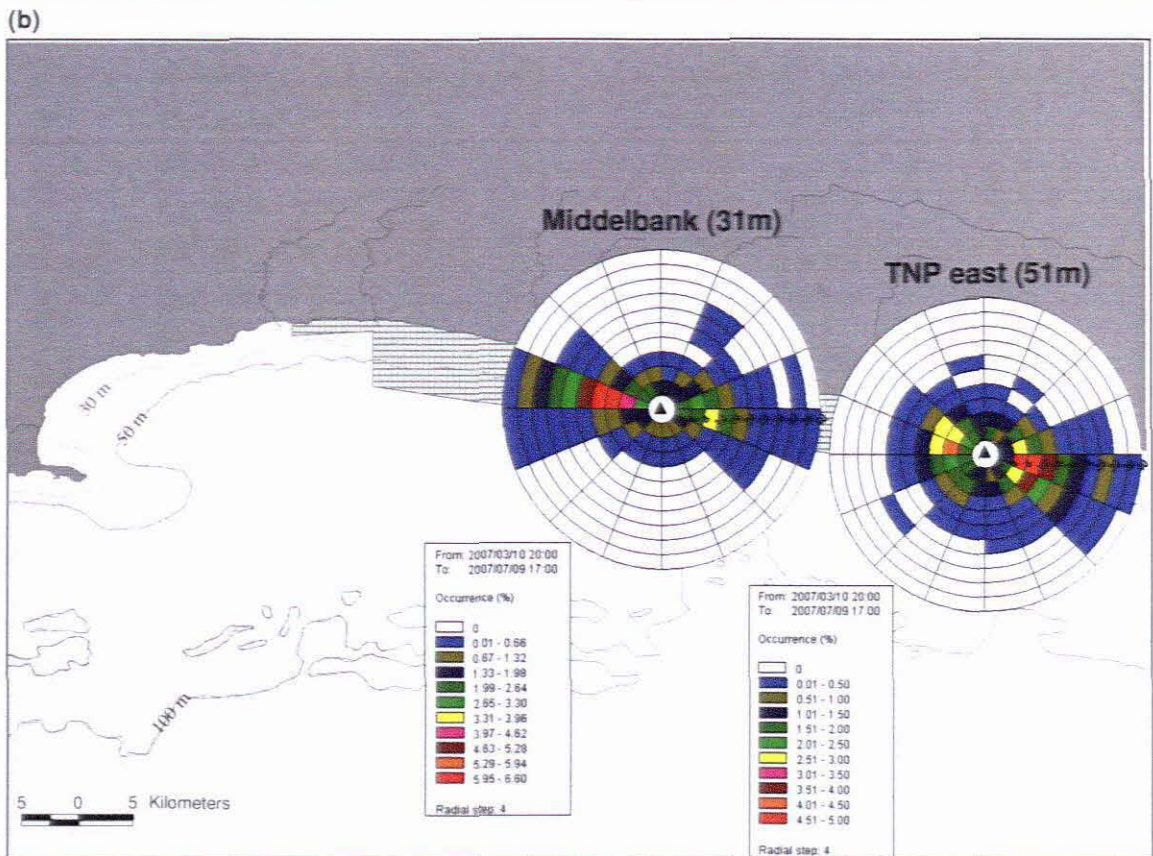 (b)
Middelbank (31m)
TNP east (51m)
30 m
50 m
100 m
From: 2007/03/10 20:00
To: 2007/07/09 17:00
Occurrence (%)
0
0.01 - 0.66
0.67 - 1.32
1.33 - 1.98
1.99 - 2.64
2.65 - 3.30
3.31 - 3.96
3.97 - 4.62
4.63 - 5.28
5.29 - 5.94
5.95 - 6.60
Radial step: 4
From: 2007/03/10 20:00
To: 2007/07/09 17:00
Occurrence (%)
0
0.01 - 0.50
0.51 - 1.00
1.01 - 1.50
1.51 - 2.00
2.01 - 2.50
2.51 - 3.00
3.01 - 3.50
3.51 - 4.00
4.01 - 4.50
4.51 - 5.00
Radial step: 4
5 0 5 Kilometers